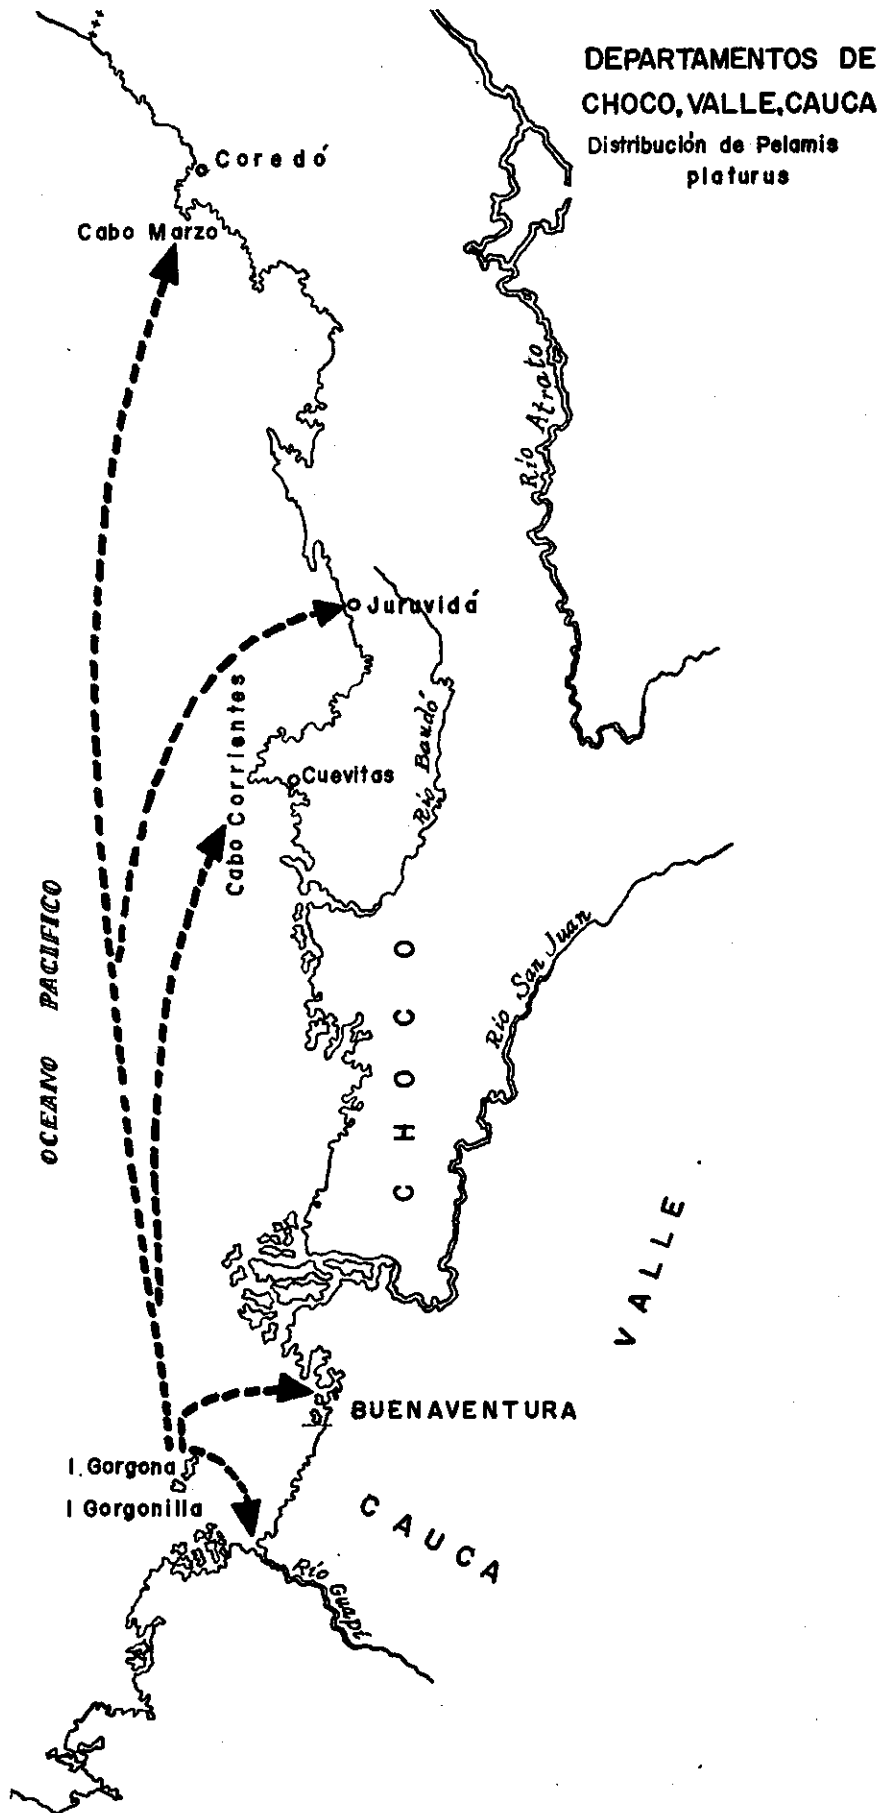 DEPARTAMENTOS DE
CHOCO, VALLE, CAUCA
Distribución de Pelamis
platurus
Coredó
Cabo Marzo
Río Atrato
Juruvidá
Cabo Corrientes
Río Baudó
Cuevitas
OCEANO PACIFICO
CHOCO
Río San Juan
VALLE
BUENAVENTURA
I. Gorgona
I Gorgonilla
CAUCA
Río Guapí